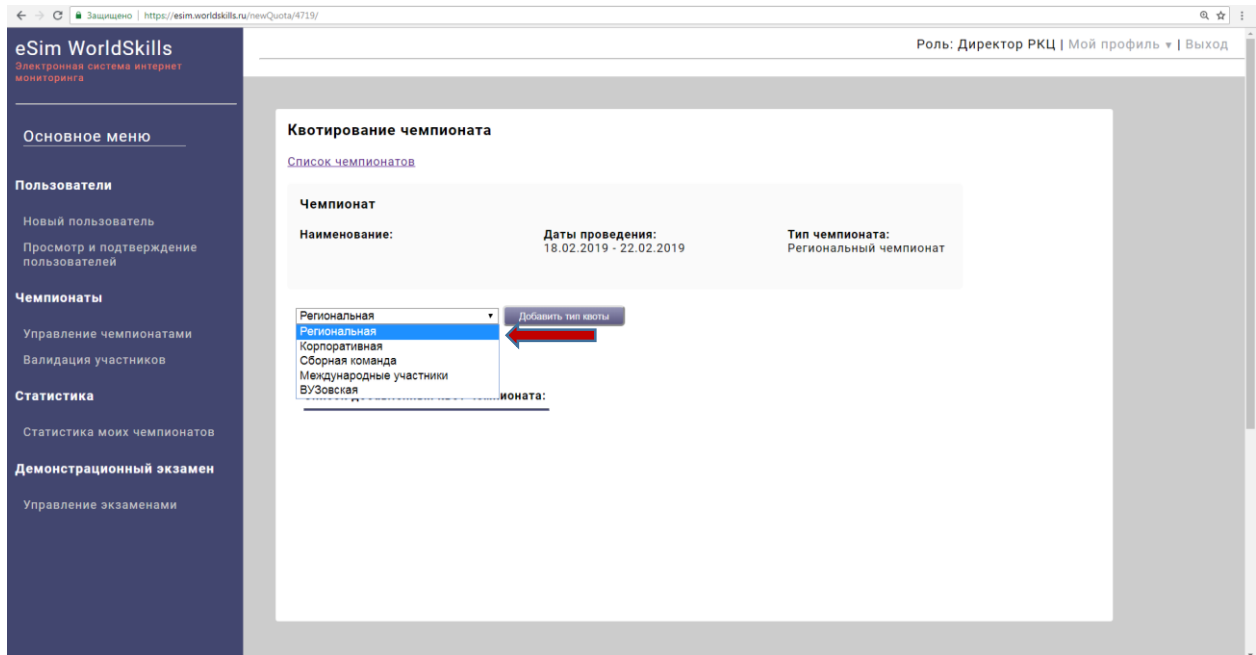 Защищено | https://esim.worldskills.ru/newQuota/4719/
eSim WorldSkills
Электронная система интернет
мониторинга
Роль: Директор РКЦ | Мой профиль ▾ | Выход
Основное меню
Пользователи
Новый пользователь
Просмотр и подтверждение
пользователей
Чемпионаты
Управление чемпионатами
Валидация участников
Статистика
Статистика моих чемпионатов
Демонстрационный экзамен
Управление экзаменами
Квотирование чемпионата
Список чемпионатов
Чемпионат
Наименование:
Даты проведения:
18.02.2019 - 22.02.2019
Тип чемпионата:
Региональный чемпионат
Региональная
Добавить тип квоты
Региональная
Корпоративная
Сборная команда
Международные участники
ВУЗовская
ионата: